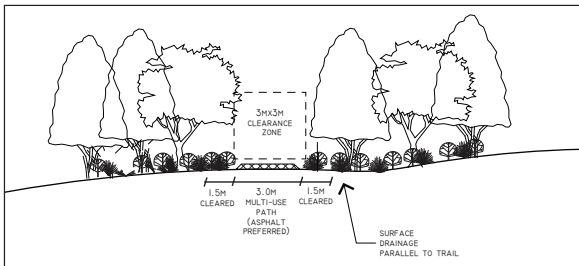 3MX3M
CLEARANCE
ZONE
1.5M
CLEARED
3.0M
MULTI-USE
PATH
(ASPHALT
PREFERRED)
1.5M
CLEARED
SURFACE
DRAINAGE
PARALLEL TO TRAIL